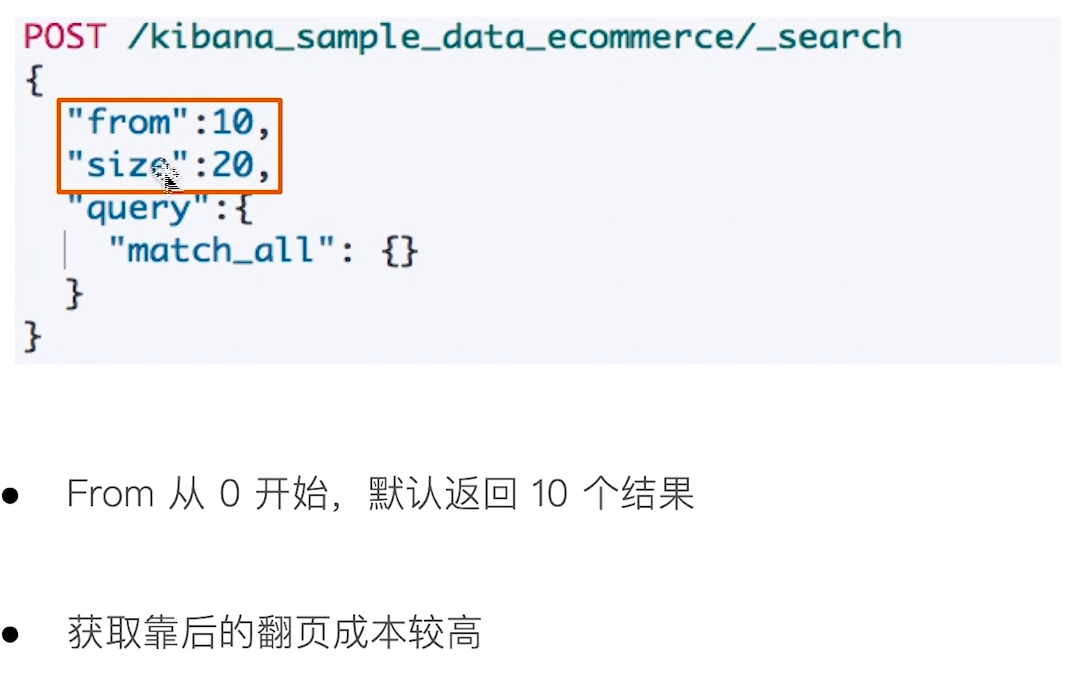 POST /kibana_sample_data_ecommerce/_search
{
"from":10,
"size":20,
"query":{
"match_all": {}
}
}
• From 从 0 开始，默认返回 10 个结果
• 获取靠后的翻页成本较高